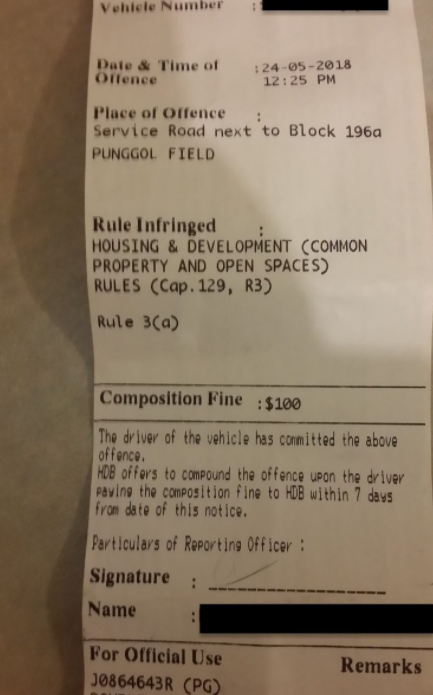 Vehicle Number :
Date & Time of :24-05-2018
Offence 12:25 PM
Place of Offence :
Service Road next to Block 196a
PUNGGOL FIELD
Rule Infringed :
HOUSING & DEVELOPMENT (COMMON
PROPERTY AND OPEN SPACES)
RULES (Cap.129, R3)
Rule 3(a)
Composition Fine :$100
The driver of the vehicle has committed the above
offence.
HDB offers to compound the offence upon the driver
paying the composition fine to HDB within 7 days
from date of this notice.
Particulars of Reporting Officer :
Signature :
Name :
For Official Use Remarks
J0864643R (PG)